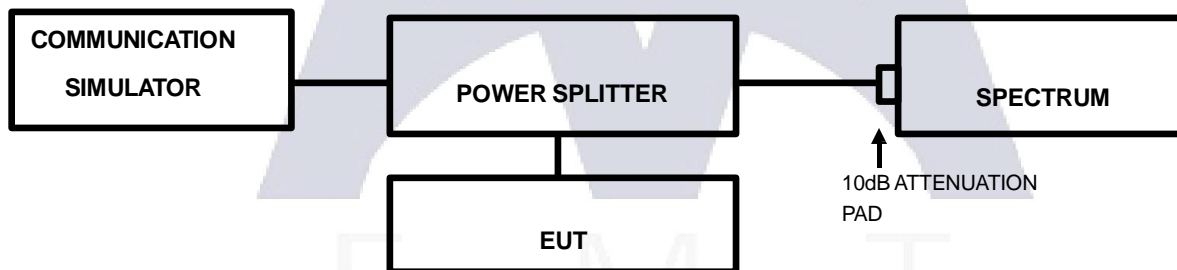 COMMUNICATION
SIMULATOR
POWER SPLITTER
SPECTRUM
10dB ATTENUATION
PAD
EUT